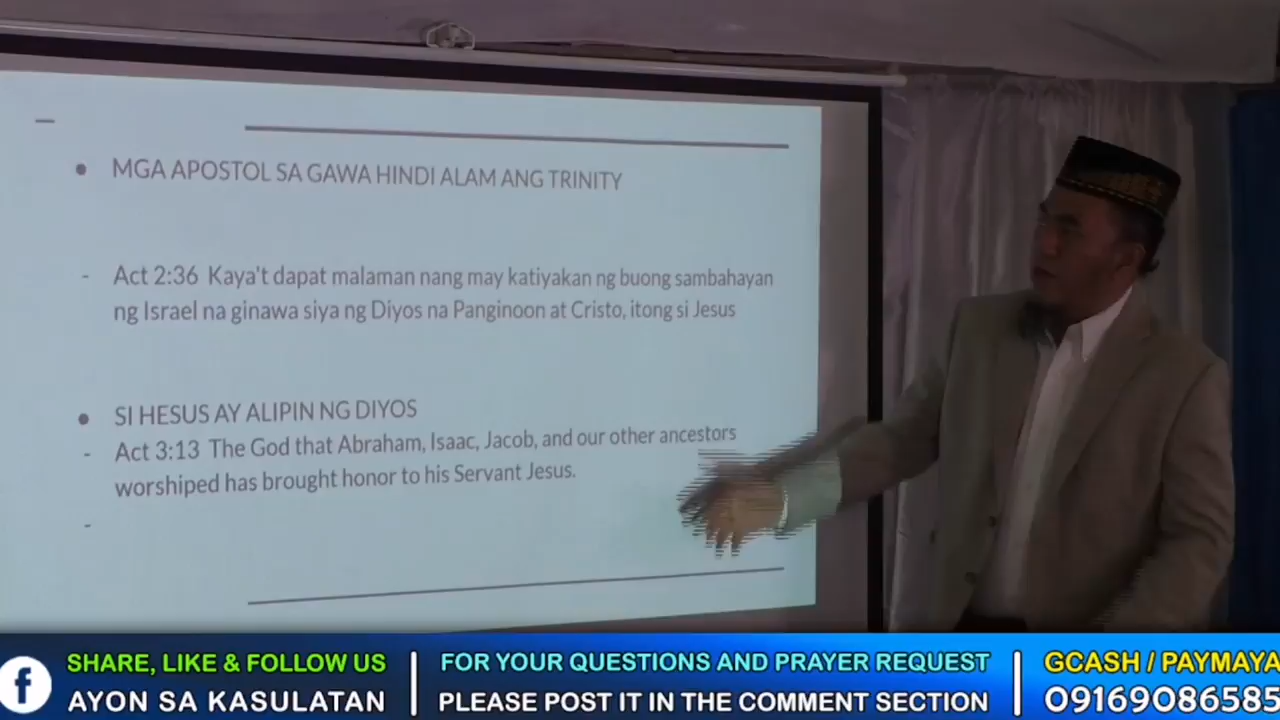 MGA APOSTOL SA GAWA HINDI ALAM ANG TRINITY
- Act 2:36 Kaya't dapat malaman nang may katiyakan ng buong sambahayan
ng Israel na ginawa siya ng Diyos na Panginoon at Cristo, itong si Jesus
SI HESUS AY ALIPIN NG DIYOS
- Act 3:13 The God that Abraham, Isaac, Jacob, and our other ancestors
worshiped has brought honor to his Servant Jesus.
-
f
SHARE, LIKE & FOLLOW US
AYON SA KASULATAN
FOR YOUR QUESTIONS AND PRAYER REQUEST
PLEASE POST IT IN THE COMMENT SECTION
GCASH / PAYMAYA
09169086585